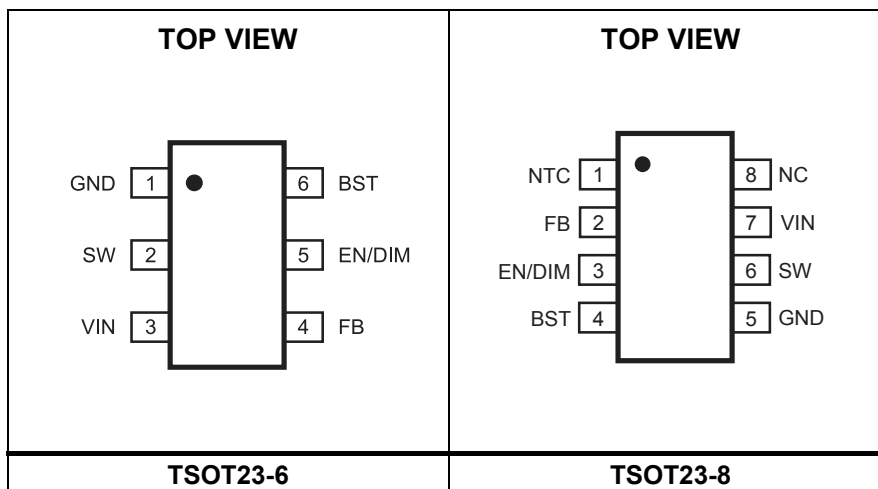 TOP VIEW
GND 1 6 BST
SW 2 5 EN/DIM
VIN 3 4 FB
TSOT23-6
TOP VIEW
NTC 1 8 NC
FB 2 7 VIN
EN/DIM 3 6 SW
BST 4 5 GND
TSOT23-8